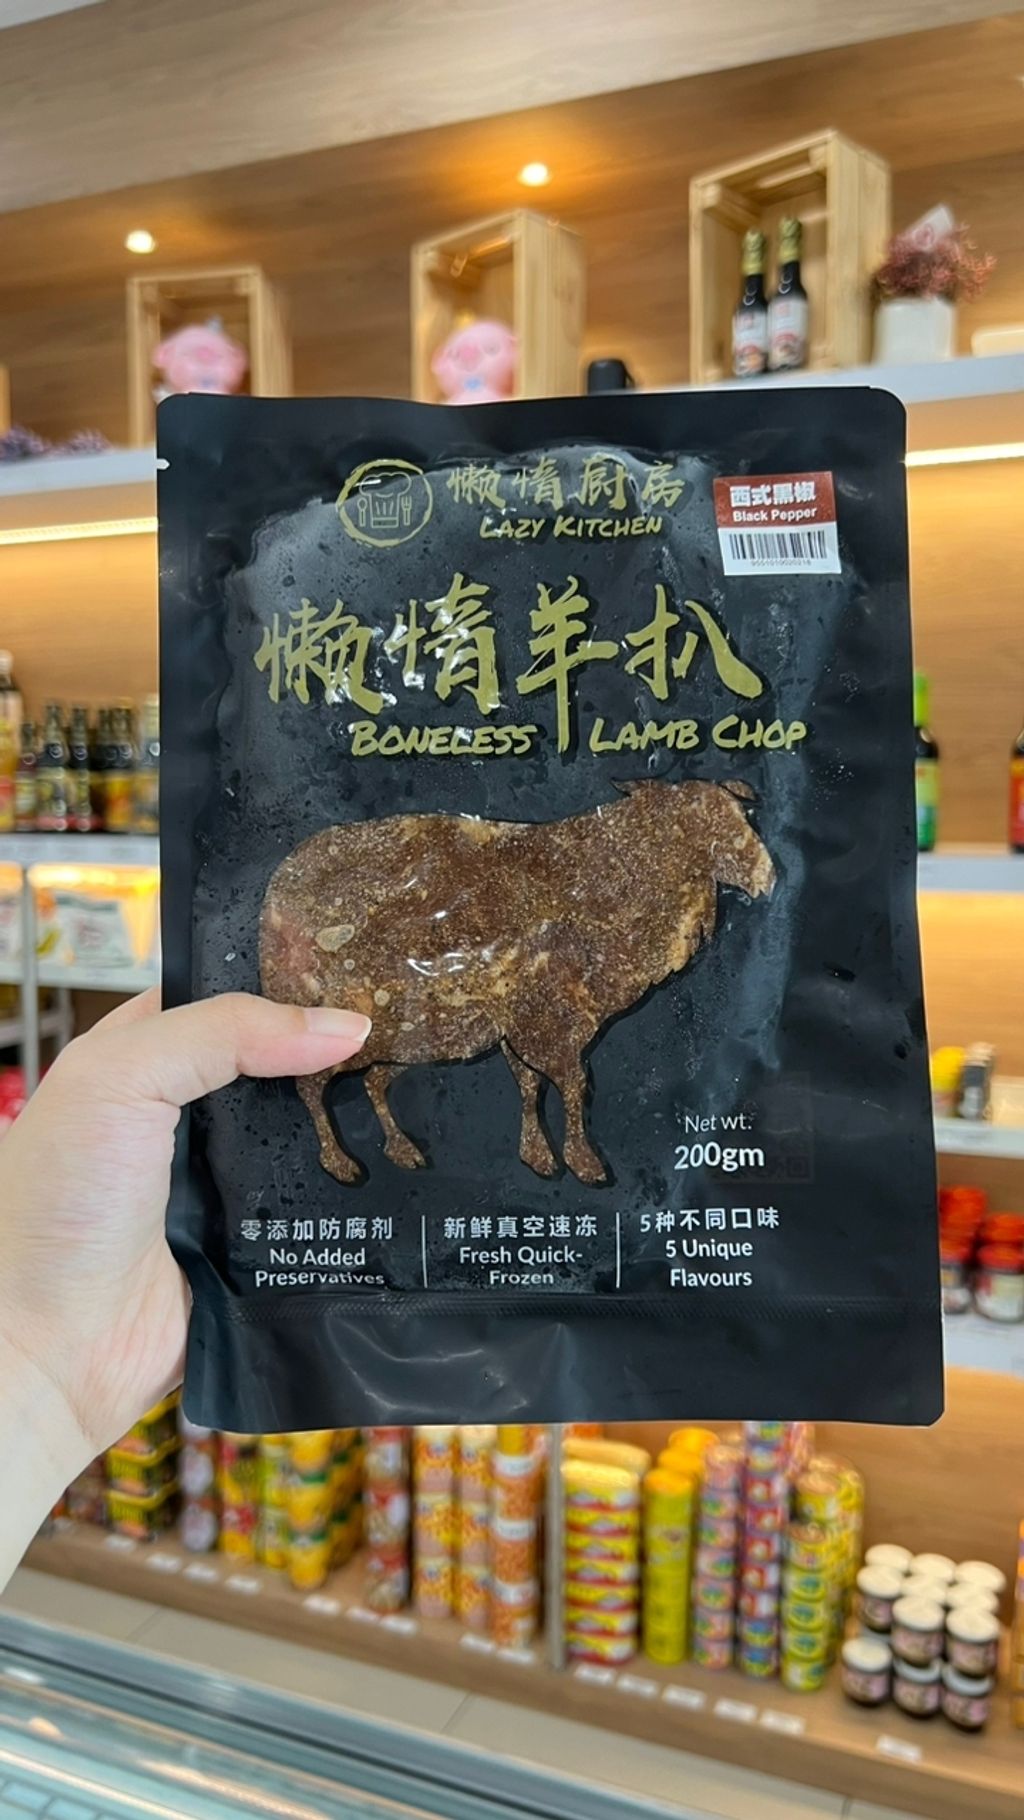 懒惰厨房
LAZY KITCHEN
西式黑椒
Black Pepper
懒惰羊扒
BONELESS LAMB CHOP
Net wt.
200gm
零添加防腐剂
No Added
Preservatives
新鲜真空速冻
Fresh Quick-
Frozen
5种不同口味
5 Unique
Flavours